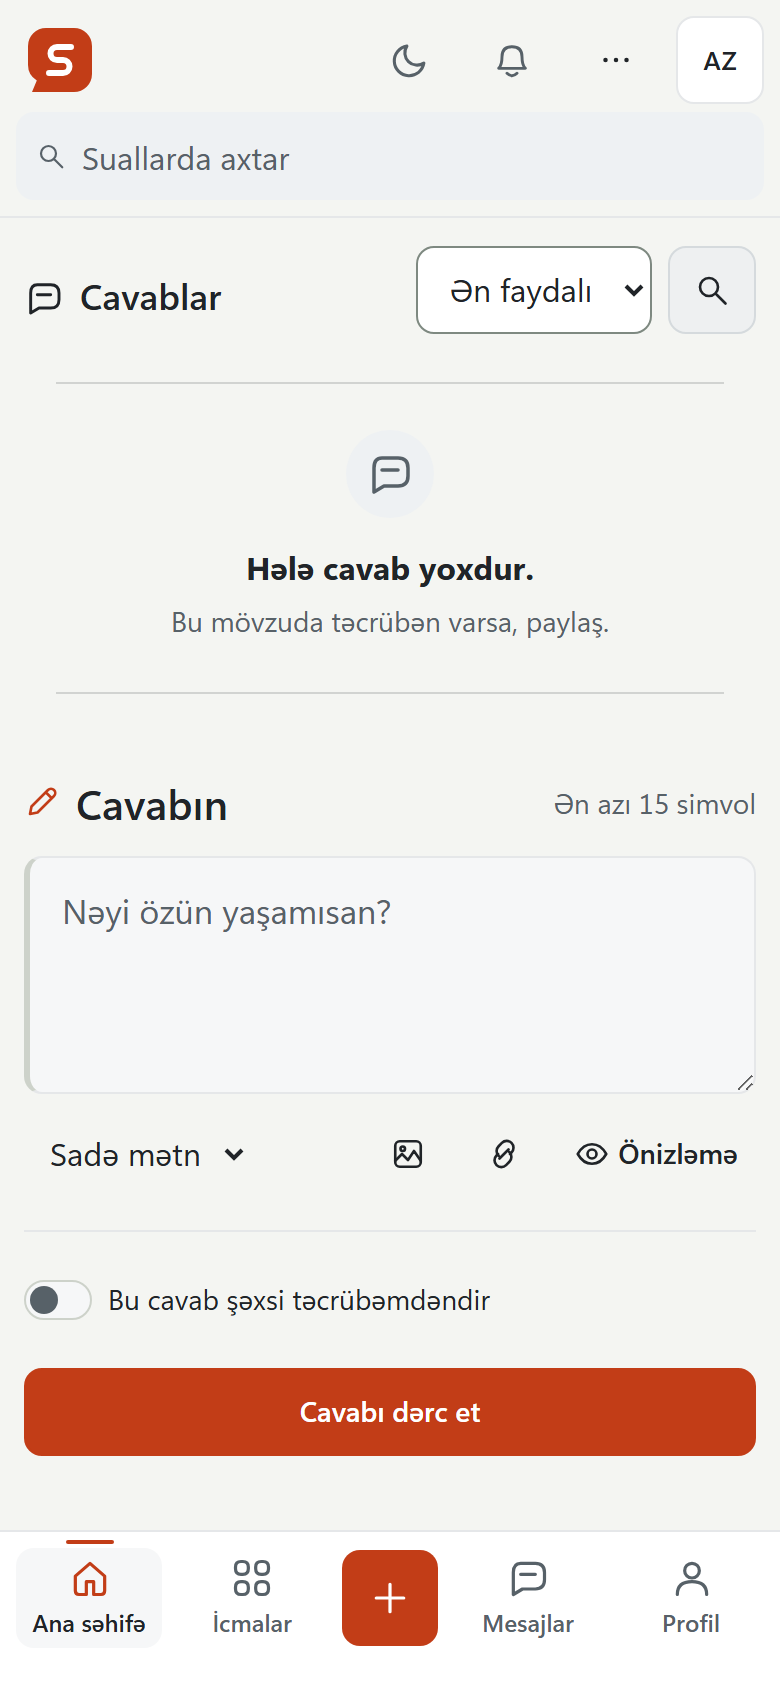 S
AZ
Suallarda axtar
Cavablar
Ən faydalı
Hələ cavab yoxdur.
Bu mövzuda təcrübən varsa, paylaş.
Cavabın
Ən azı 15 simvol
Nəyi özün yaşamısan?
Sadə mətn
Önizləmə
Bu cavab şəxsi təcrübəmdəndir
Cavabı dərc et
Ana səhifə
İcmalar
Mesajlar
Profil